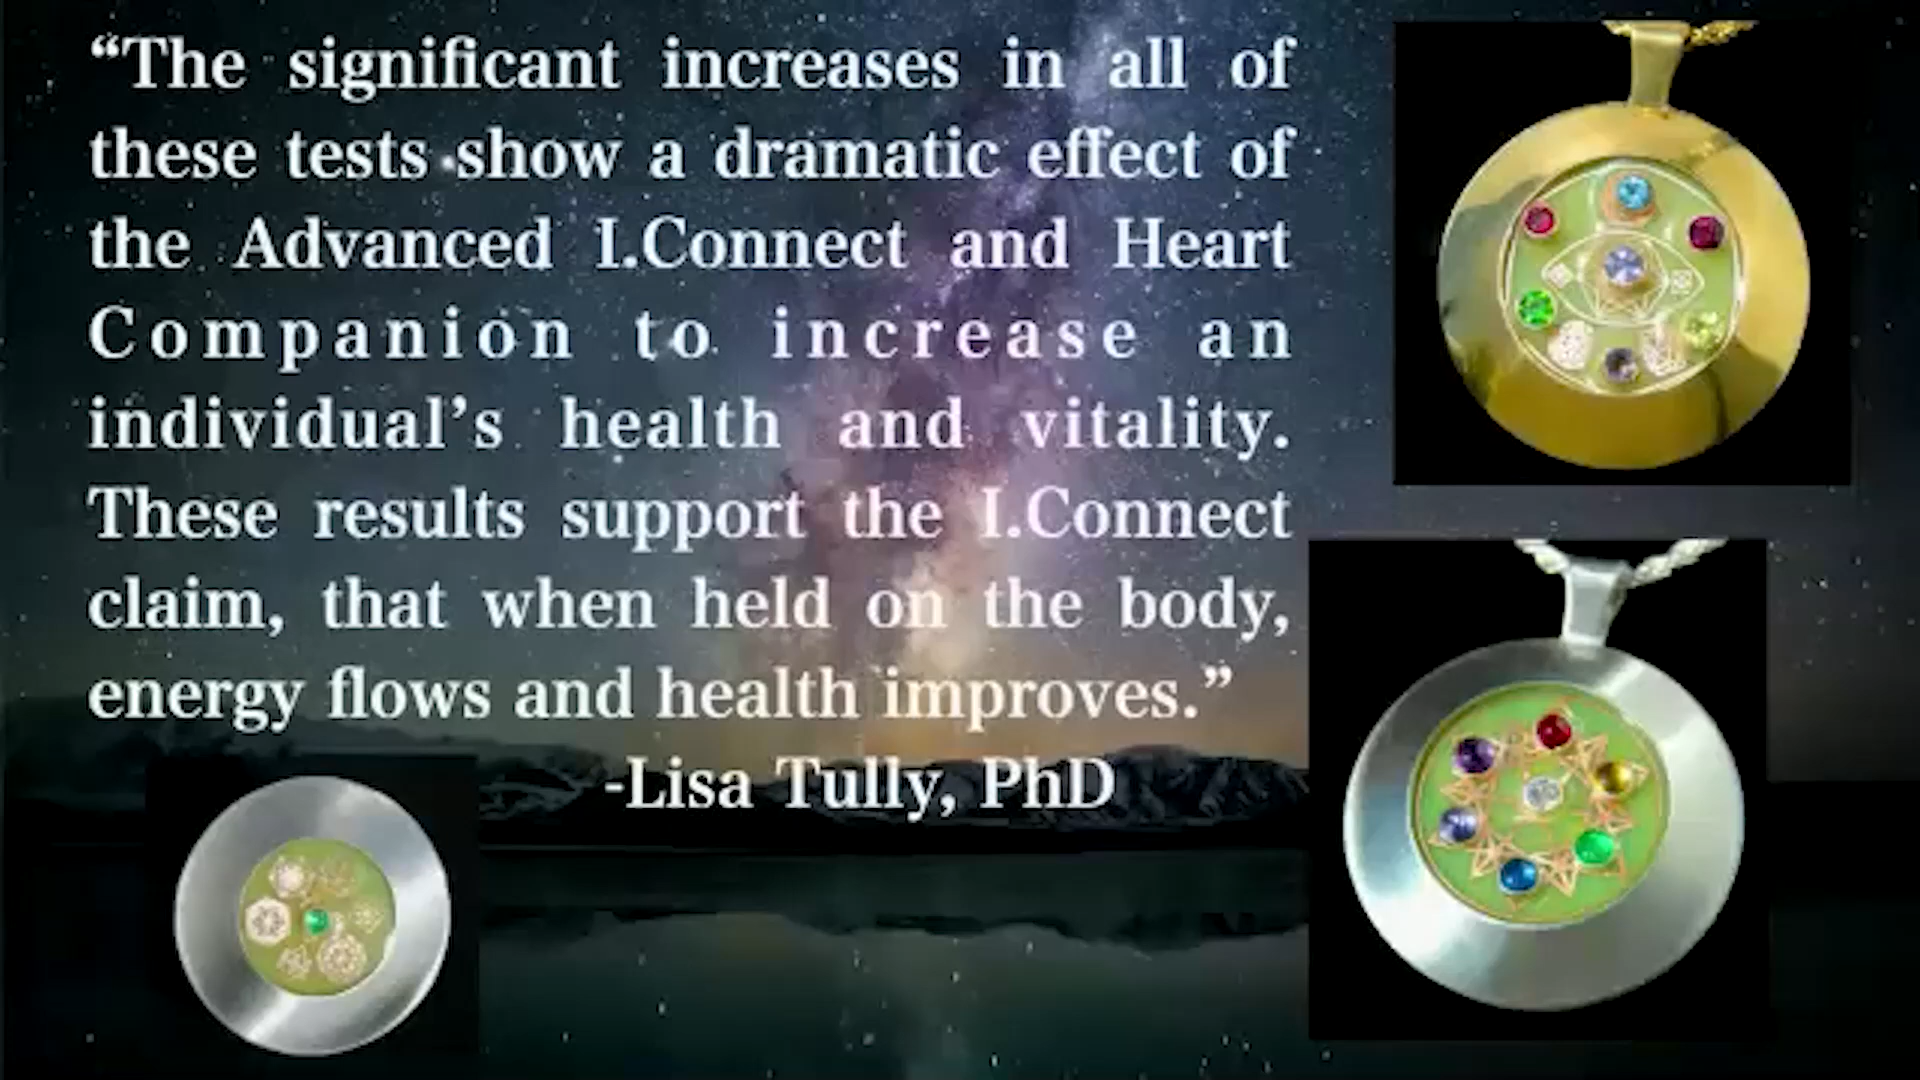 “The significant increases in all of
these tests show a dramatic effect of
the Advanced I.Connect and Heart
Companion to increase an
individual’s health and vitality.
These results support the I.Connect
claim, that when held on the body,
energy flows and health improves.”
-Lisa Tully, PhD